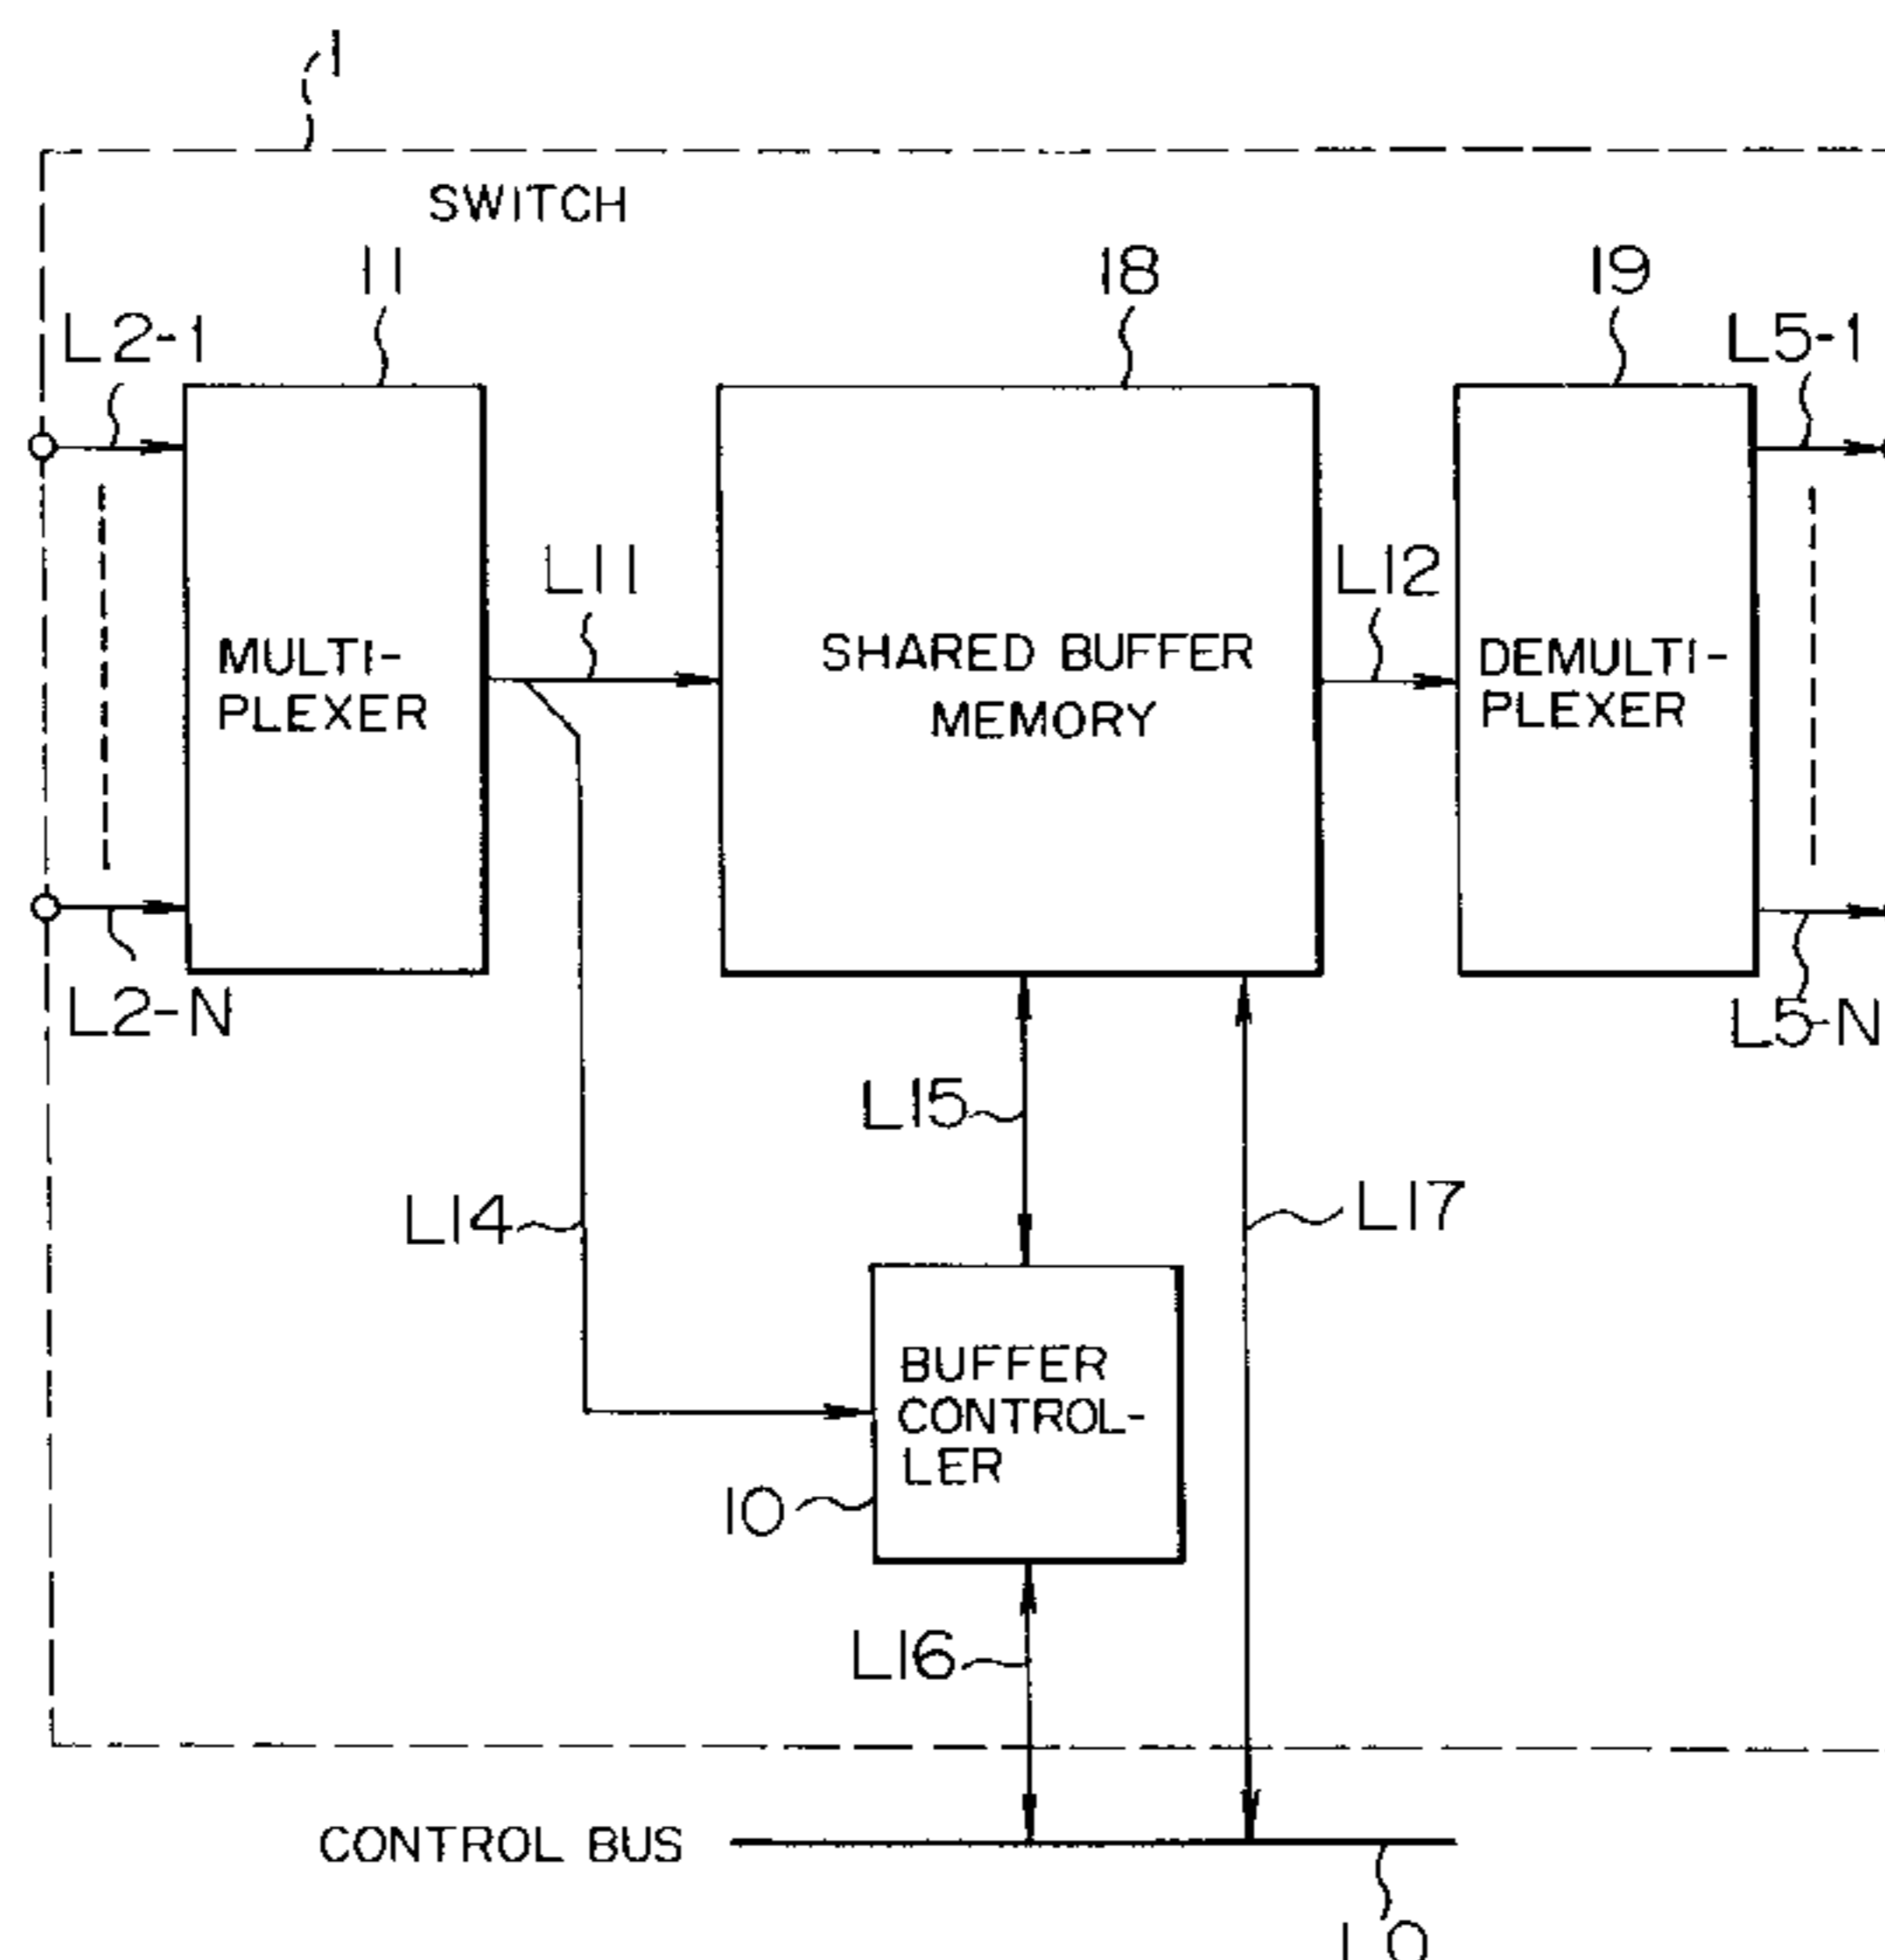 1
SWITCH
11
18
19
L2-1
L5-1
L11
L12
MULTI-
PLEXER
SHARED BUFFER
MEMORY
DEMULTI-
PLEXER
L2-N
L5-N
L15
L14
L17
BUFFER
CONTROL-
LER
10
L16
CONTROL BUS